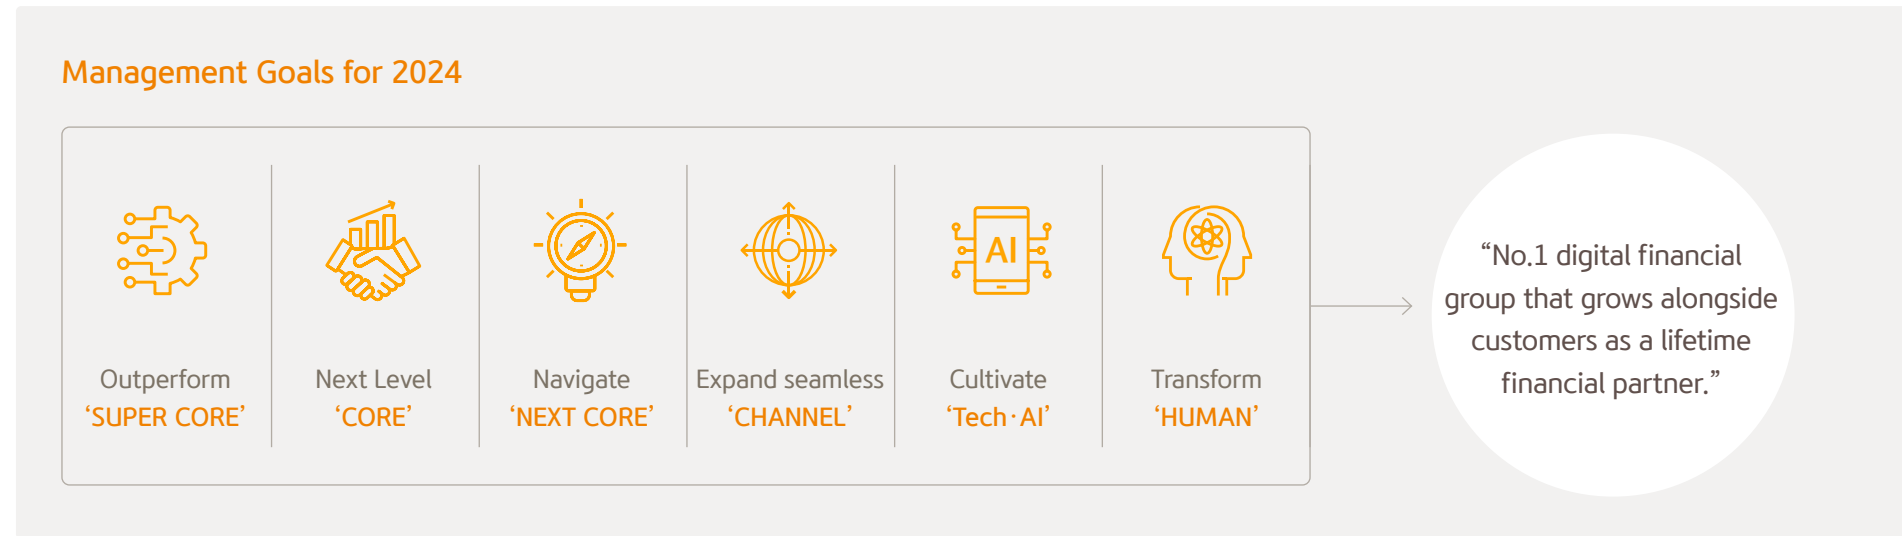 Management Goals for 2024
AI
Outperform
‘SUPER CORE’
Next Level
‘CORE’
Navigate
‘NEXT CORE’
Expand seamless
‘CHANNEL’
Cultivate
‘Tech·AI’
Transform
‘HUMAN’
“No.1 digital financial
group that grows alongside
customers as a lifetime
financial partner.”